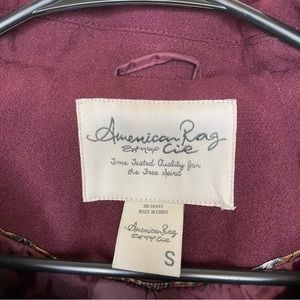 American Rag
Cie
Time Tested Quality for
the Free Spirit
MADE IN CHINA
American Rag
Cie
S